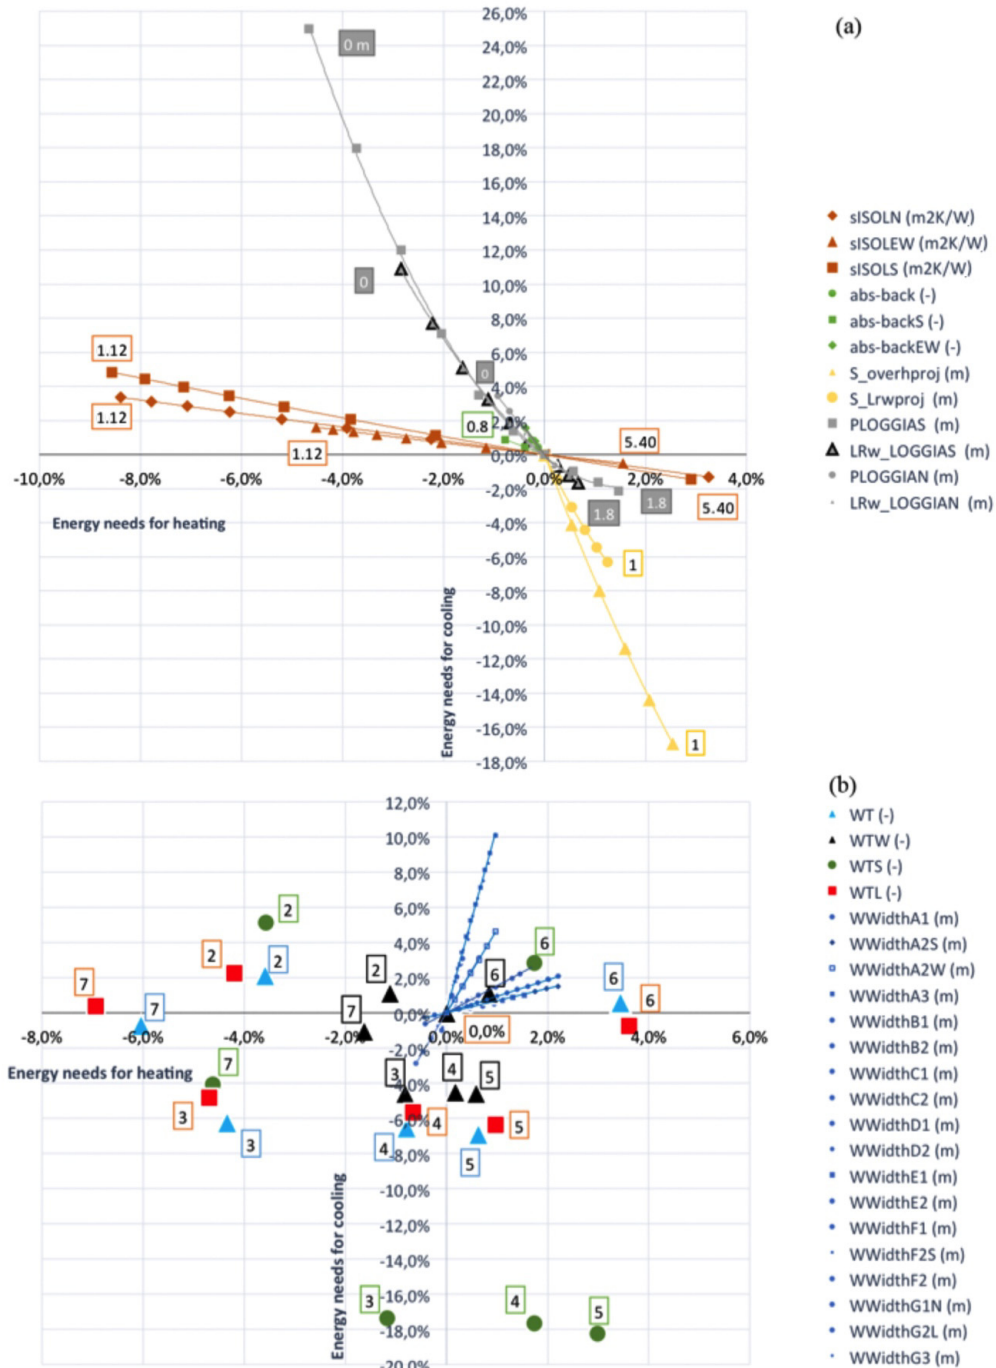 (a)
26,0%
24,0%
22,0%
20,0%
18,0%
16,0%
14,0%
12,0%
10,0%
8,0%
6,0%
4,0%
2,0%
0,0%
-2,0%
-4,0%
-6,0%
-8,0%
-10,0%
-12,0%
-14,0%
-16,0%
-18,0%
-10,0% -8,0% -6,0% -4,0% -2,0% 0,0% 2,0% 4,0%
0 m
0
0
1.12
1.12
1.12
0.8
5.40
5.40
1.8
1.8
1
1
Energy needs for heating
Energy needs for cooling
sISOLN (m2K/W)
sISOLEW (m2K/W)
sISOLS (m2K/W)
abs-back (-)
abs-backS (-)
abs-backEW (-)
S_overhproj (m)
S_Lrwproj (m)
PLOGGIAS (m)
LRw_LOGGIAS (m)
PLOGGIAN (m)
LRw_LOGGIAN (m)
(b)
12,0%
10,0%
8,0%
6,0%
4,0%
2,0%
0,0%
-2,0%
-4,0%
-6,0%
-8,0%
-10,0%
-12,0%
-14,0%
-16,0%
-18,0%
-20,0%
-8,0% -6,0% -4,0% -2,0% 0,0% 2,0% 4,0% 6,0%
0,0%
2
2 2 2 6
7 7 7 6 6 6
7 3 4 5
3 3 4 4 5 5
3 4 5
Energy needs for heating
Energy needs for cooling
WT (-)
WTW (-)
WTS (-)
WTL (-)
WWidthA1 (m)
WWidthA2S (m)
WWidthA2W (m)
WWidthA3 (m)
WWidthB1 (m)
WWidthB2 (m)
WWidthC1 (m)
WWidthC2 (m)
WWidthD1 (m)
WWidthD2 (m)
WWidthE1 (m)
WWidthE2 (m)
WWidthF1 (m)
WWidthF2S (m)
WWidthF2 (m)
WWidthG1N (m)
WWidthG2L (m)
WWidthG3 (m)